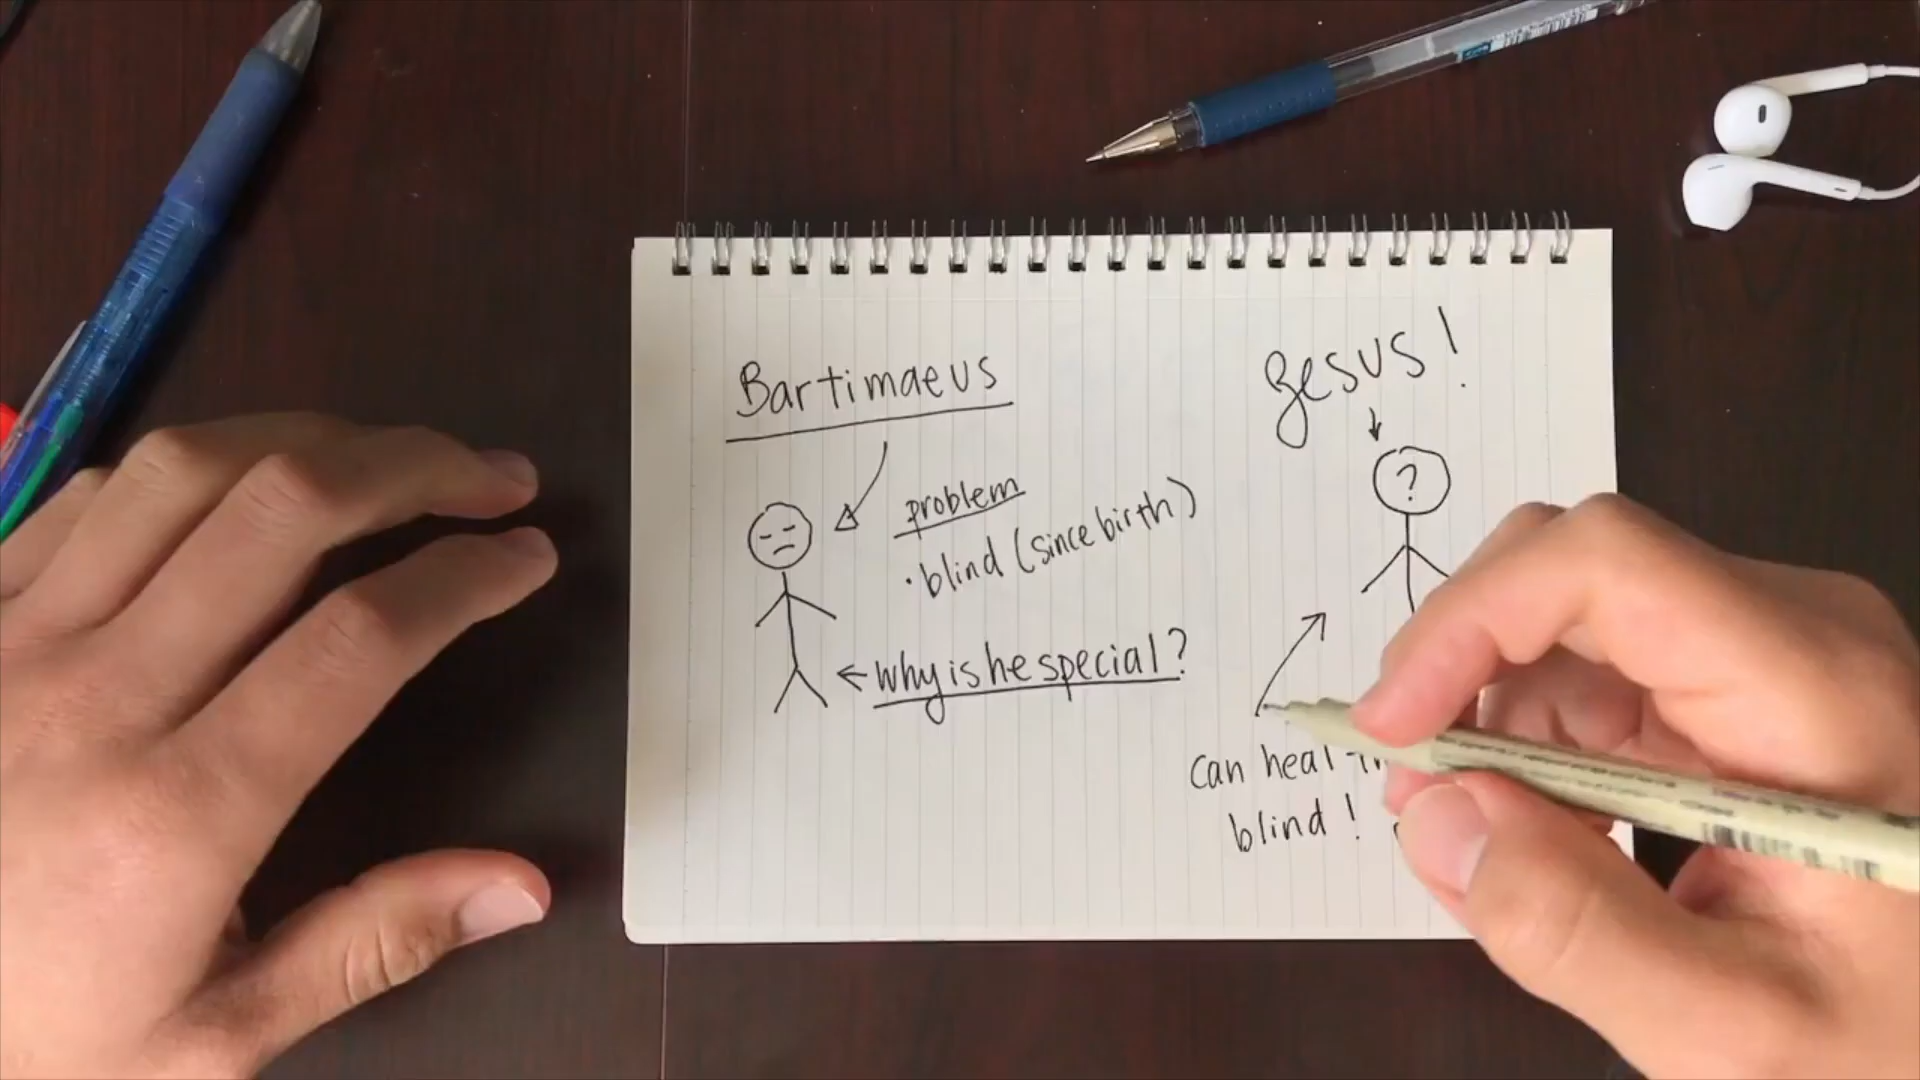 Bartimaeus
problem
• blind (since birth)
← why is he special?
Jesus!
?
can heal
blind!